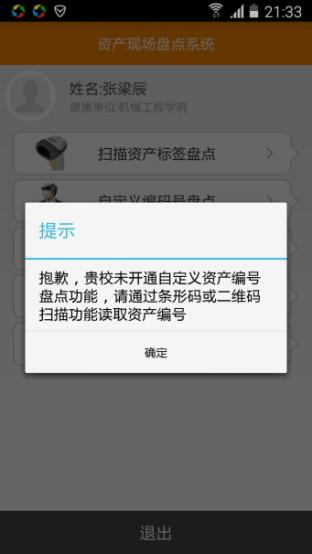 21:33
资产现场盘点系统
姓名:张梁辰
隶属单位:机械工程学院
扫描资产标签盘点
自定义编码号盘点
提示
抱歉，贵校未开通自定义资产编号
盘点功能，请通过条形码或二维码
扫描功能读取资产编号
确定
退出